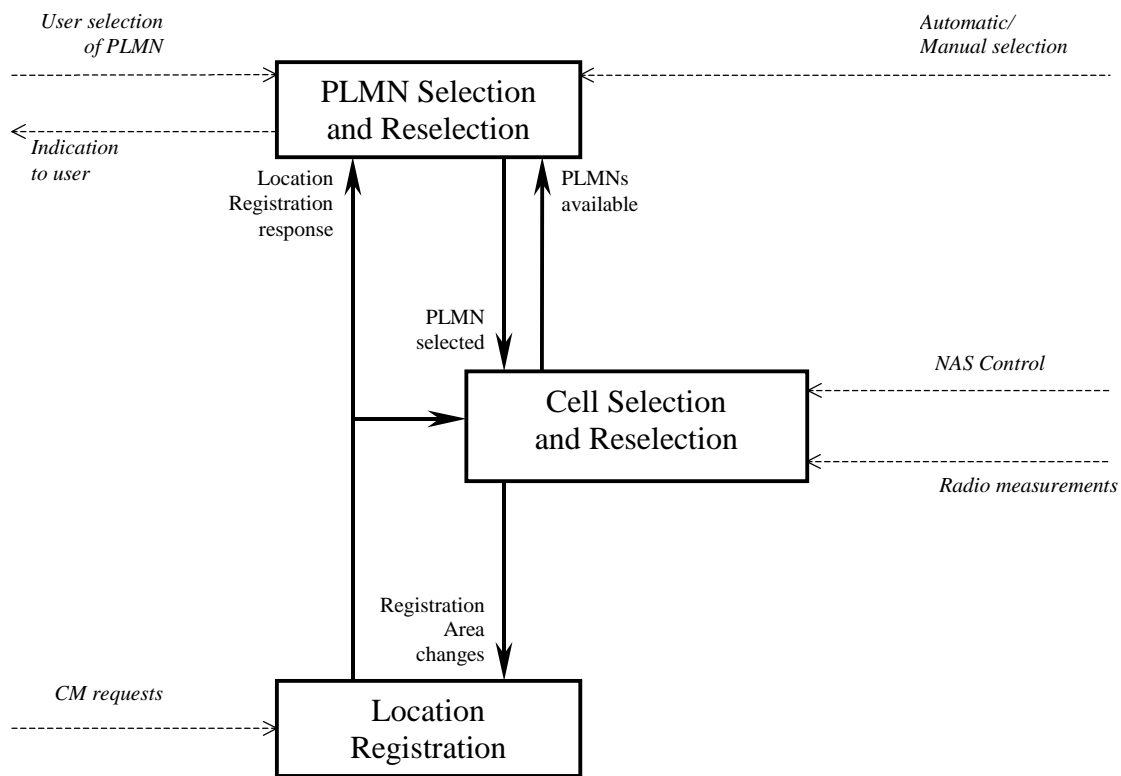 User selection
of PLMN
Automatic/
Manual selection
PLMN Selection
and Reselection
Indication
to user
Location
Registration
response
PLMNs
available
PLMN
selected
NAS Control
Cell Selection
and Reselection
Radio measurements
Registration
Area
changes
CM requests
Location
Registration